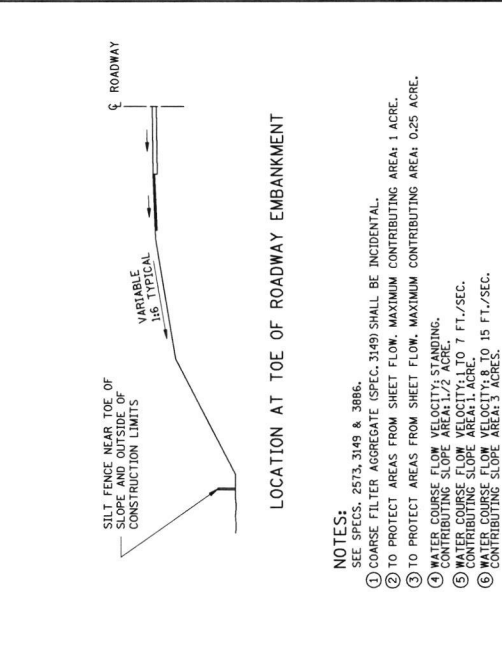 ℄ ROADWAY
SILT FENCE NEAR TOE OF
SLOPE AND OUTSIDE OF
CONSTRUCTION LIMITS
VARIABLE
1:6 TYPICAL
LOCATION AT TOE OF ROADWAY EMBANKMENT
NOTES:
SEE SPECS. 2573, 3149 & 3886.
① COARSE FILTER AGGREGATE (SPEC. 3149) SHALL BE INCIDENTAL.
② TO PROTECT AREAS FROM SHEET FLOW. MAXIMUM CONTRIBUTING AREA: 1 ACRE.
③ TO PROTECT AREAS FROM SHEET FLOW. MAXIMUM CONTRIBUTING AREA: 0.25 ACRE.
④ WATER COURSE FLOW VELOCITY: STANDING.
CONTRIBUTING SLOPE AREA: 1/2 ACRE.
⑤ WATER COURSE FLOW VELOCITY: 1 TO 7 FT./SEC.
CONTRIBUTING SLOPE AREA: 1. ACRE.
⑥ WATER COURSE FLOW VELOCITY: 8 TO 15 FT./SEC.
CONTRIBUTING SLOPE AREA: 3 ACRES.